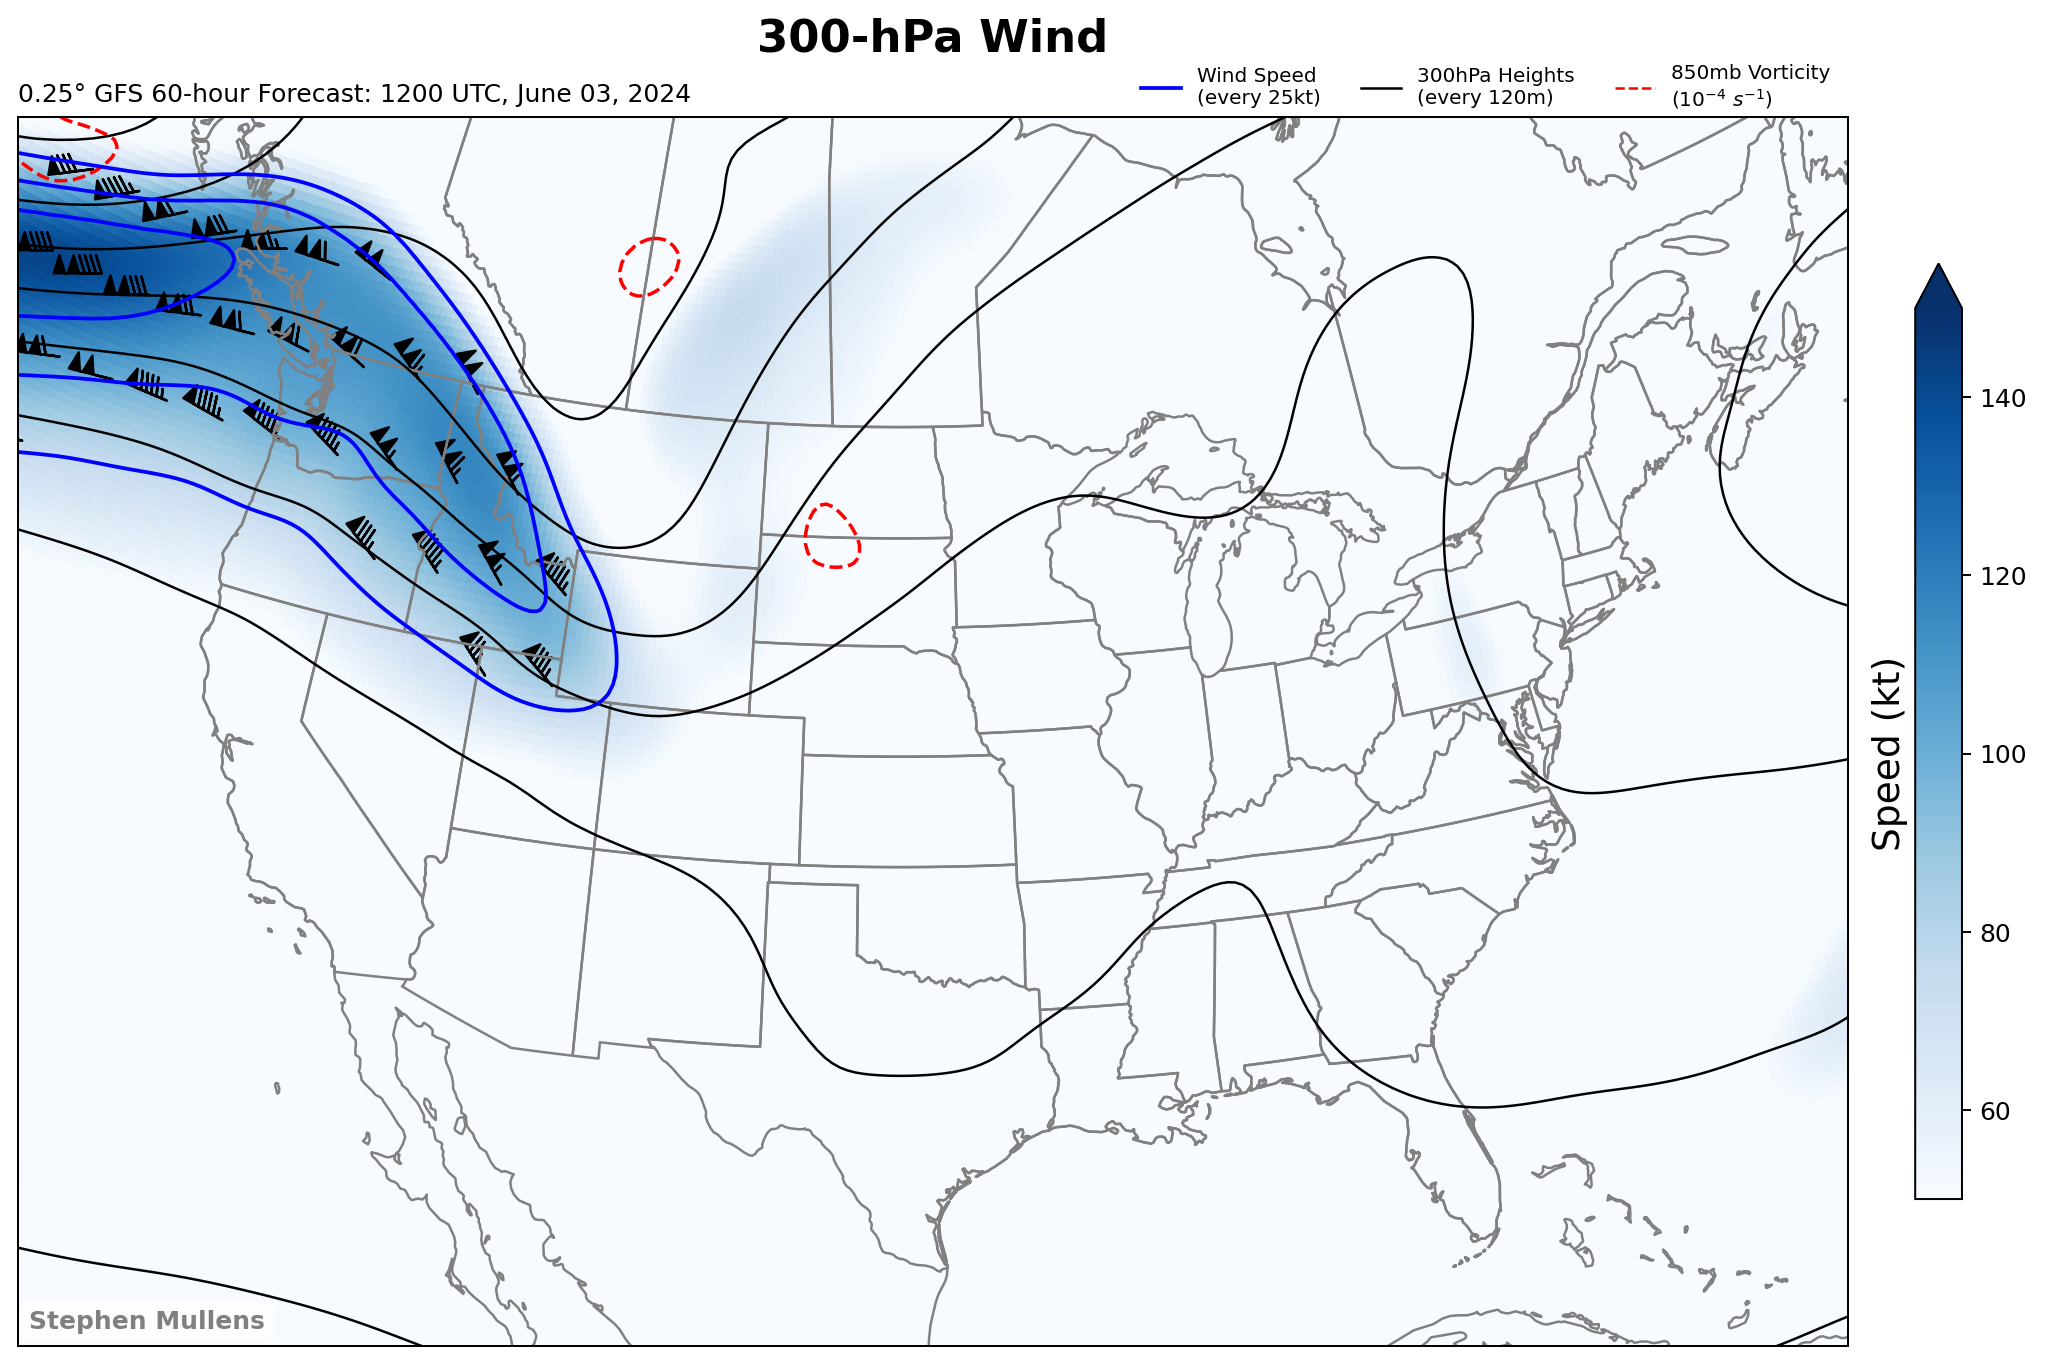 300-hPa Wind
0.25° GFS 60-hour Forecast: 1200 UTC, June 03, 2024
Wind Speed
(every 25kt)
300hPa Heights
(every 120m)
850mb Vorticity
(10⁻⁴ s⁻¹)
140
120
100
80
60
Speed (kt)
Stephen Mullens